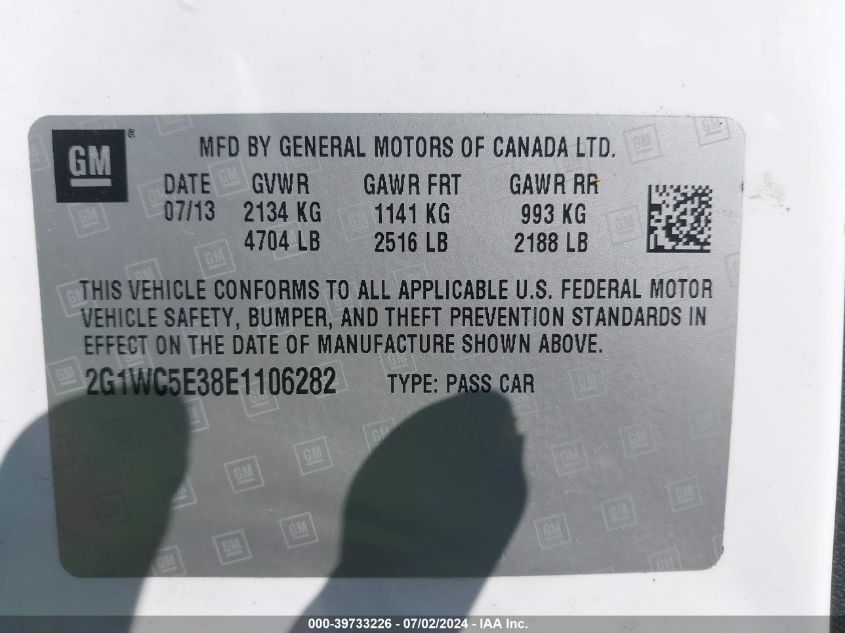 GM ®
MFD BY GENERAL MOTORS OF CANADA LTD.
DATE GVWR GAWR FRT GAWR RR
07/13 2134 KG 1141 KG 993 KG
4704 LB 2516 LB 2188 LB
THIS VEHICLE CONFORMS TO ALL APPLICABLE U.S. FEDERAL MOTOR
VEHICLE SAFETY, BUMPER, AND THEFT PREVENTION STANDARDS IN
EFFECT ON THE DATE OF MANUFACTURE SHOWN ABOVE.
2G1WC5E38E1106282 TYPE: PASS CAR
000-39733226 - 07/02/2024 - IAA Inc.